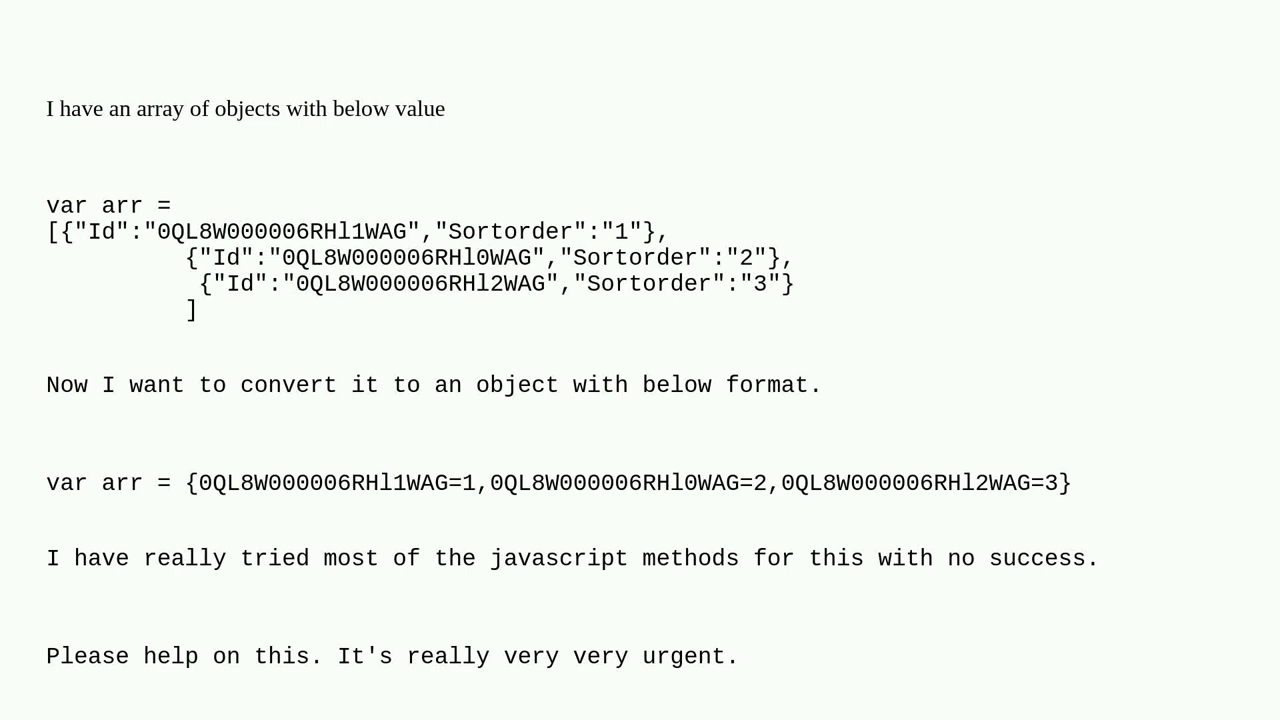 I have an array of objects with below value
var arr =
[{"Id":"0QL8W000006RHl1WAG","Sortorder":"1"},
{"Id":"0QL8W000006RHl0WAG","Sortorder":"2"},
{"Id":"0QL8W000006RHl2WAG","Sortorder":"3"}
]
Now I want to convert it to an object with below format.
var arr = {0QL8W000006RHl1WAG=1,0QL8W000006RHl0WAG=2,0QL8W000006RHl2WAG=3}
I have really tried most of the javascript methods for this with no success.
Please help on this. It's really very very urgent.